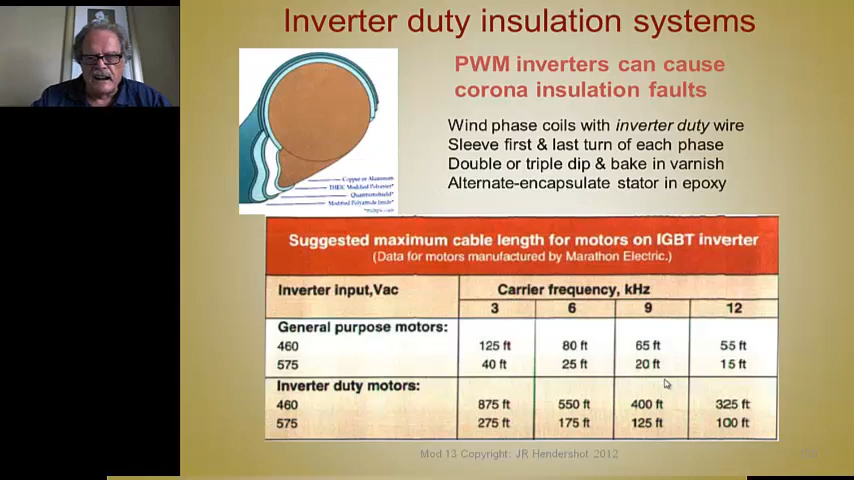 Inverter duty insulation systems
PWM inverters can cause
corona insulation faults
Wind phase coils with inverter duty wire
Sleeve first & last turn of each phase
Double or triple dip & bake in varnish
Alternate-encapsulate stator in epoxy
Copper or Aluminum
THEIC Modified Polyester*
Quantumshield*
Modified Polyamide Imide*
Suggested maximum cable length for motors on IGBT inverter
(Data for motors manufactured by Marathon Electric.)
Inverter input,Vac Carrier frequency, kHz
3 6 9 12
General purpose motors:
460 125 ft 80 ft 65 ft 55 ft
575 40 ft 25 ft 20 ft 15 ft
Inverter duty motors:
460 875 ft 550 ft 400 ft 325 ft
575 275 ft 175 ft 125 ft 100 ft
Mod 13 Copyright: JR Hendershot 2012